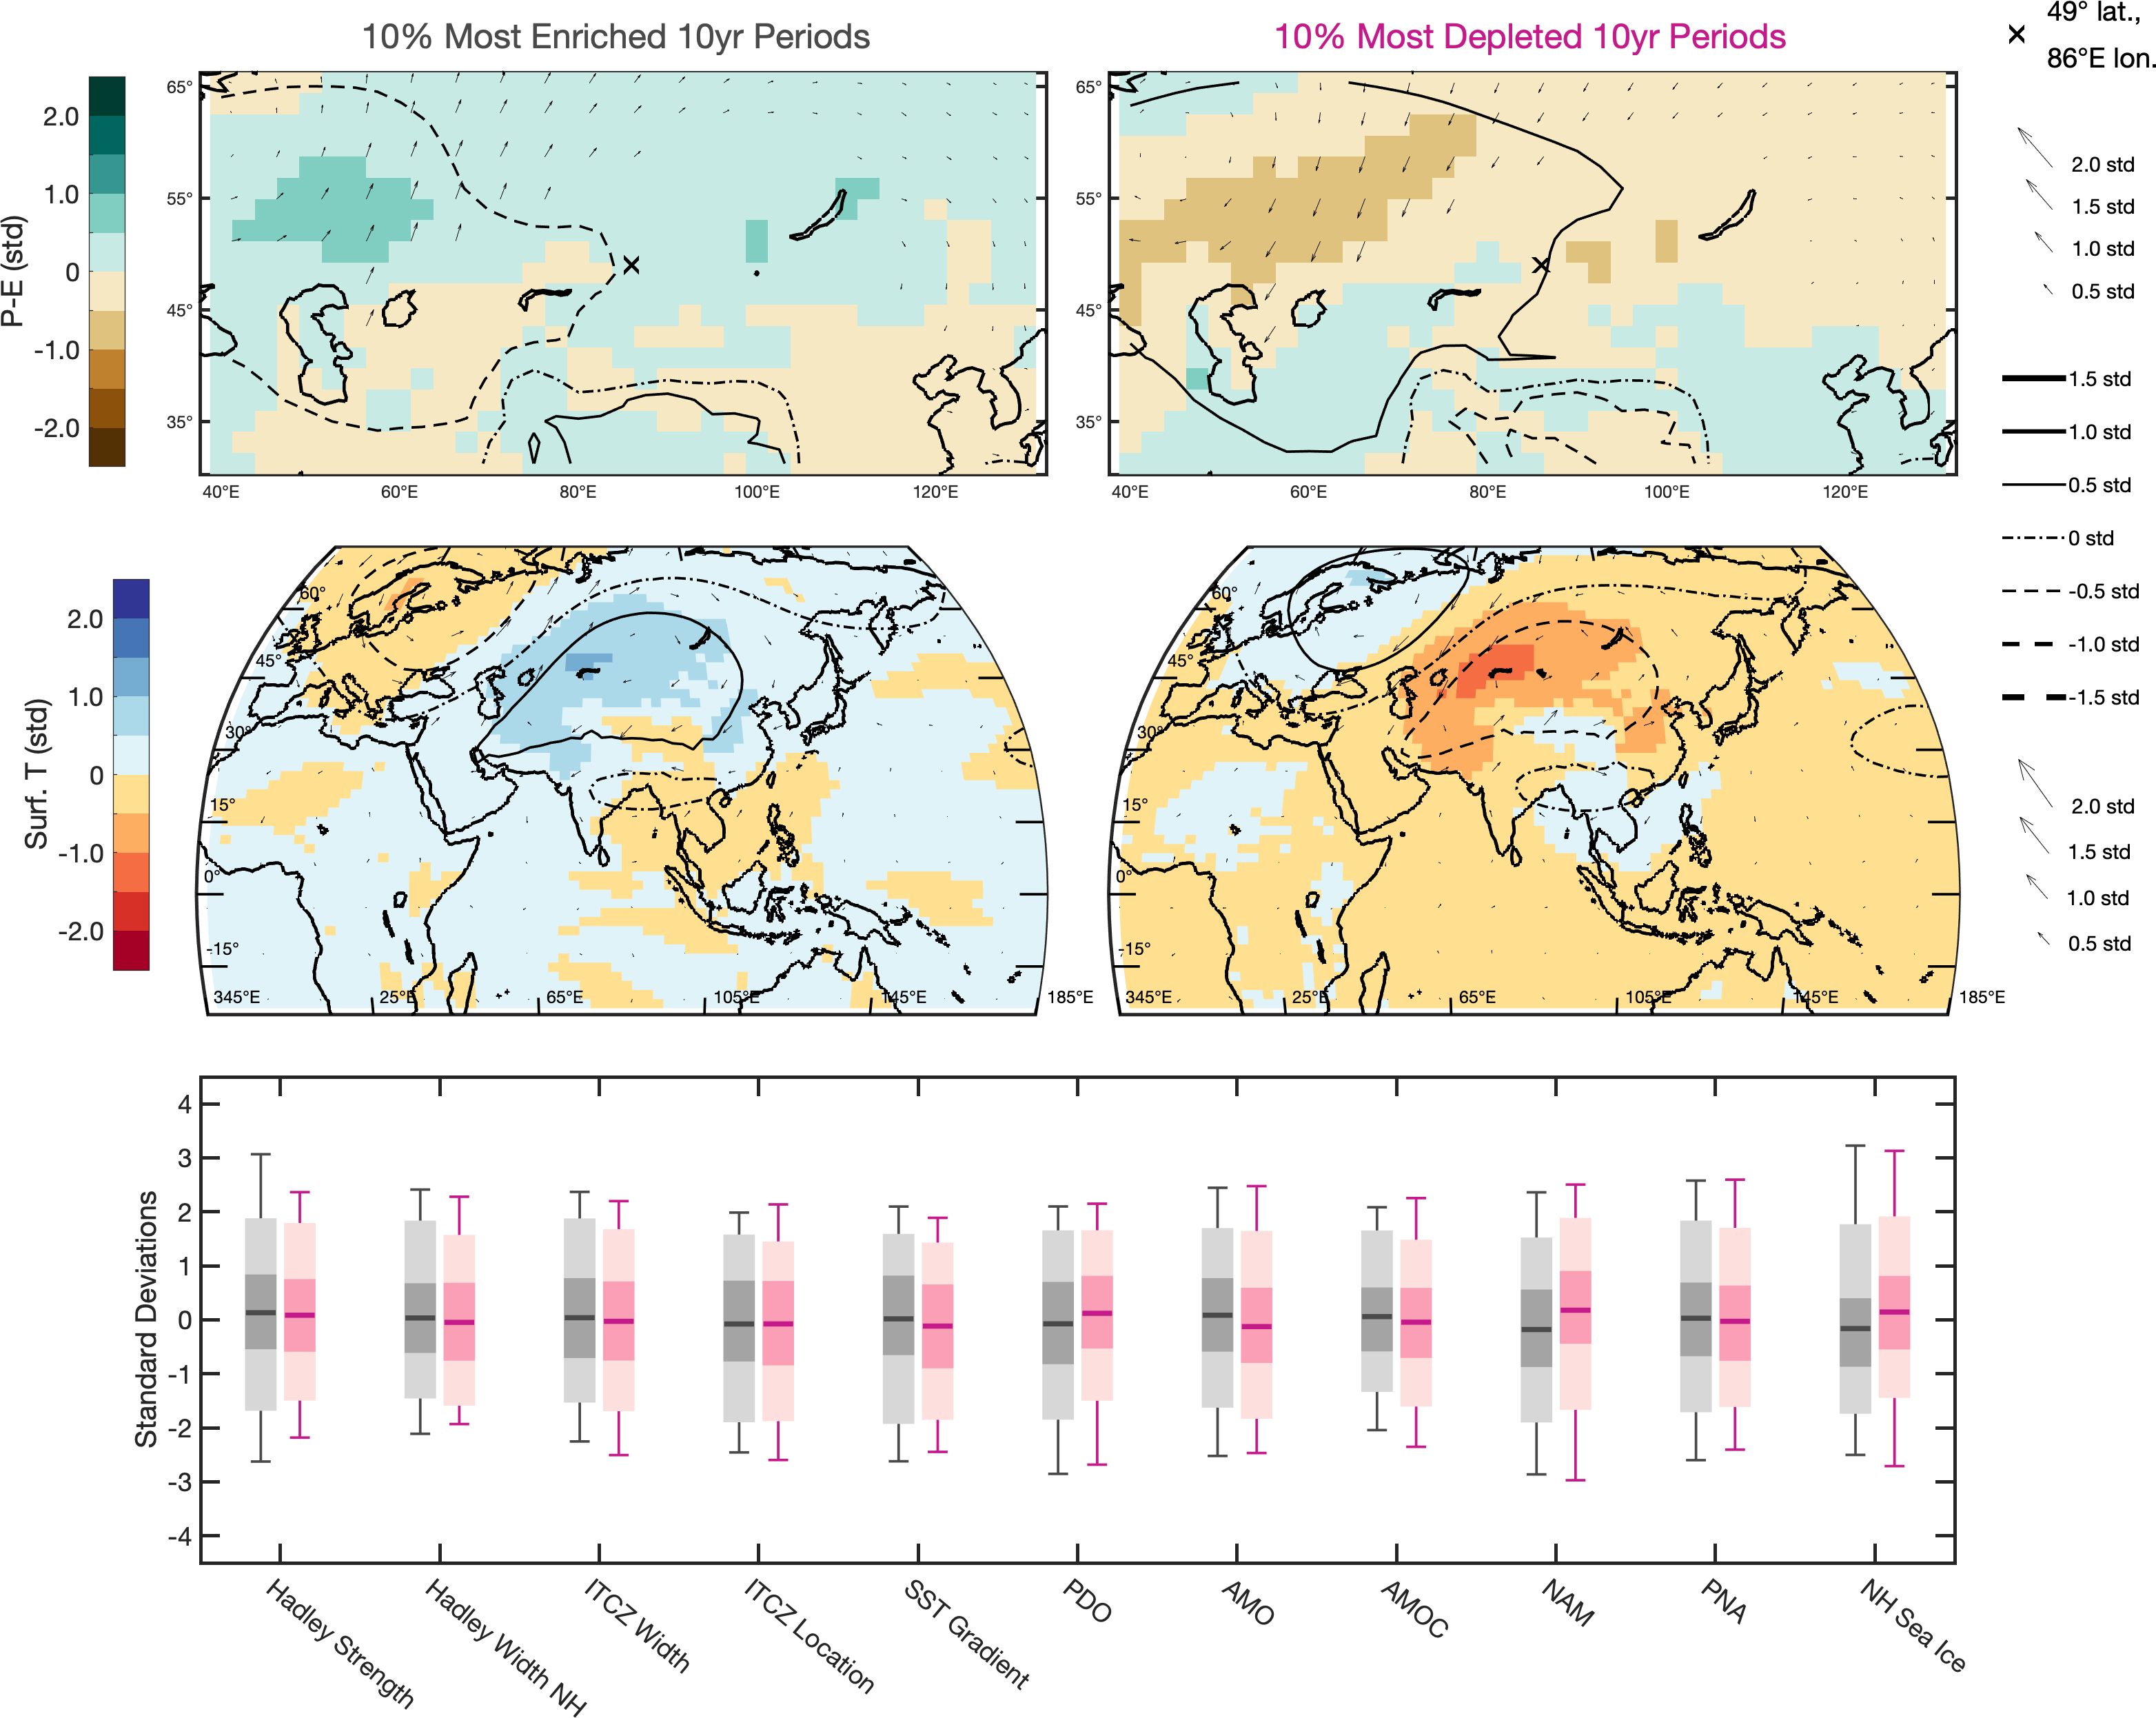 10% Most Enriched 10yr Periods
10% Most Depleted 10yr Periods
49° lat.,
86°E lon.
P-E (std)
2.0
1.0
0
-1.0
-2.0
65°
55°
45°
35°
40°E
60°E
80°E
100°E
120°E
65°
55°
45°
35°
40°E
60°E
80°E
100°E
120°E
2.0 std
1.5 std
1.0 std
0.5 std
1.5 std
1.0 std
0.5 std
0 std
-0.5 std
-1.0 std
-1.5 std
Surf. T (std)
2.0
1.0
0
-1.0
-2.0
60°
45°
30°
15°
0°
-15°
345°E
25°E
65°E
105°E
145°E
185°E
60°
45°
30°
15°
0°
-15°
345°E
25°E
65°E
105°E
145°E
185°E
2.0 std
1.5 std
1.0 std
0.5 std
Standard Deviations
4
3
2
1
0
-1
-2
-3
-4
Hadley Strength
Hadley Width NH
ITCZ Width
ITCZ Location
SST Gradient
PDO
AMO
AMOC
NAM
PNA
NH Sea Ice